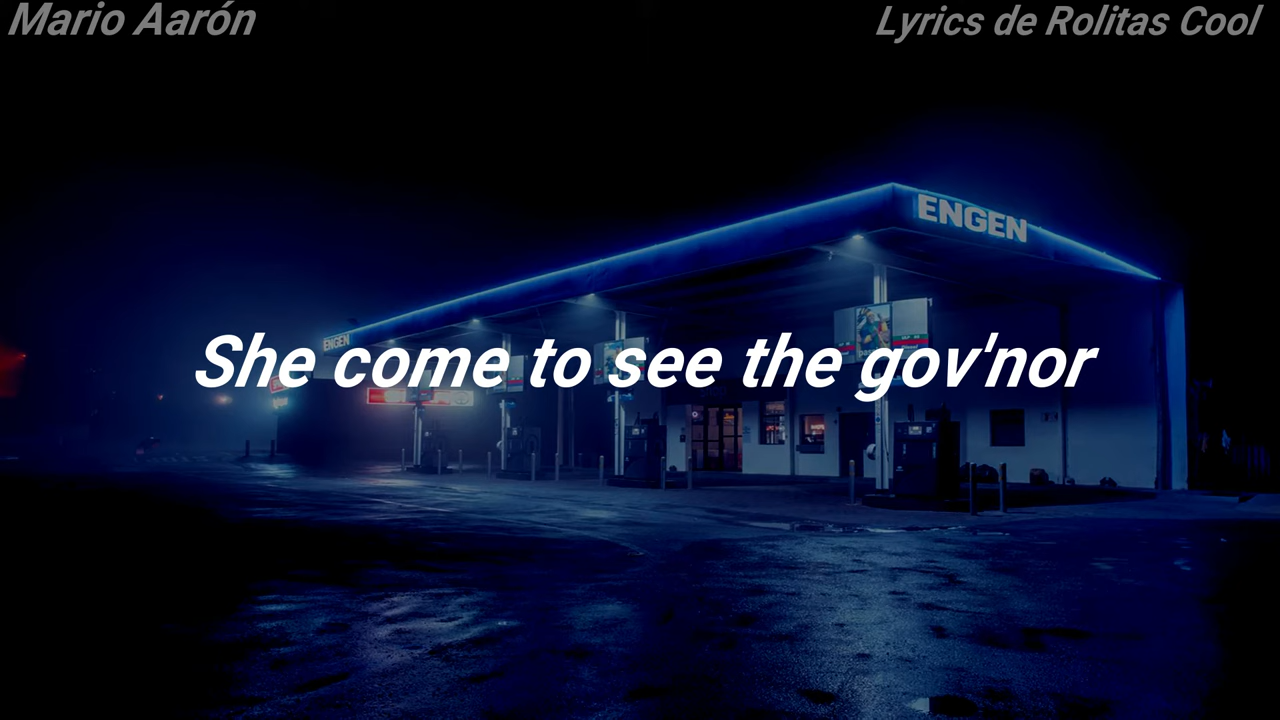 Mario Aarón
Lyrics de Rolitas Cool
ENGEN
ENGEN
She come to see the gov'nor